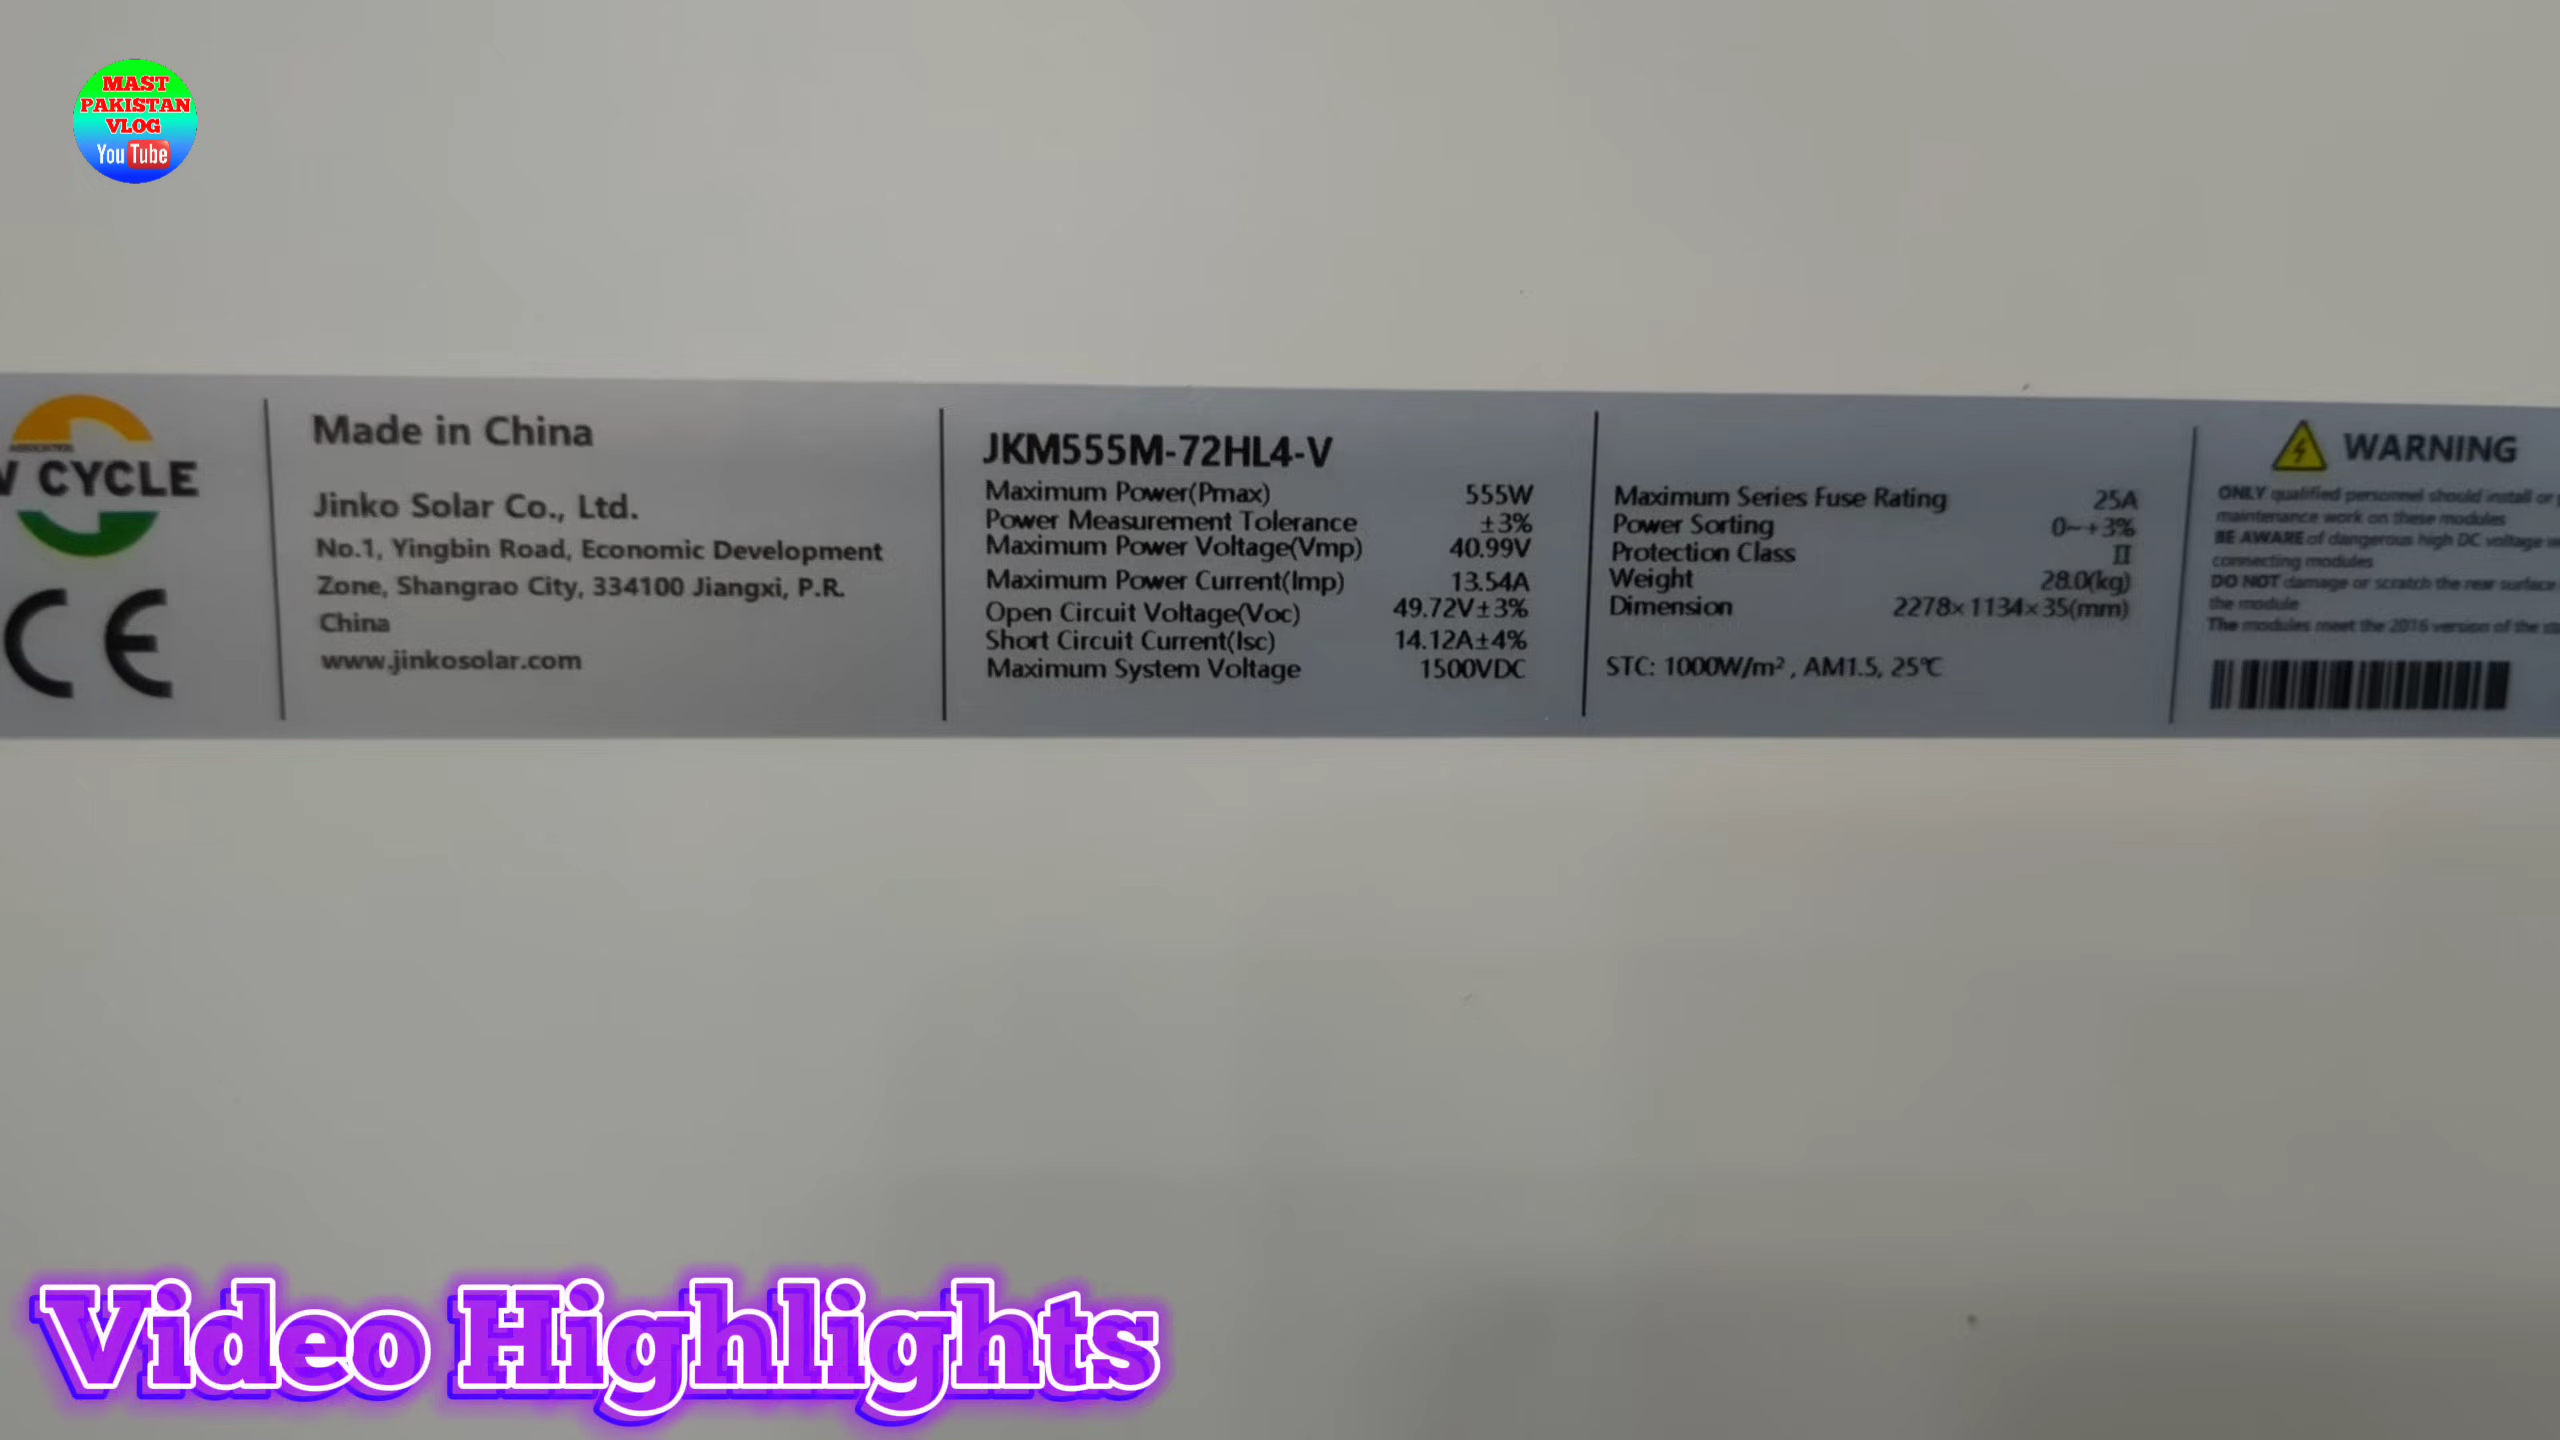 MAST
PAKISTAN
VLOG
YouTube
CYCLE
CE
Made in China
Jinko Solar Co., Ltd.
No.1, Yingbin Road, Economic Development
Zone, Shangrao City, 334100 Jiangxi, P.R.
China
www.jinkosolar.com
JKM555M-72HL4-V
Maximum Power(Pmax) 555W
Power Measurement Tolerance ±3%
Maximum Power Voltage(Vmp) 40.99V
Maximum Power Current(Imp) 13.54A
Open Circuit Voltage(Voc) 49.72V±3%
Short Circuit Current(Isc) 14.12A±4%
Maximum System Voltage 1500VDC
Maximum Series Fuse Rating 25A
Power Sorting 0~+3%
Protection Class II
Weight 28.0(kg)
Dimension 2278×1134×35(mm)
STC: 1000W/m², AM1.5, 25℃
WARNING
ONLY qualified personnel should install or
maintenance work on these modules
BE AWARE of dangerous high DC voltage
connecting modules
DO NOT damage or scratch the rear surface
the module
The modules meet the 2016 version of the
Video Highlights